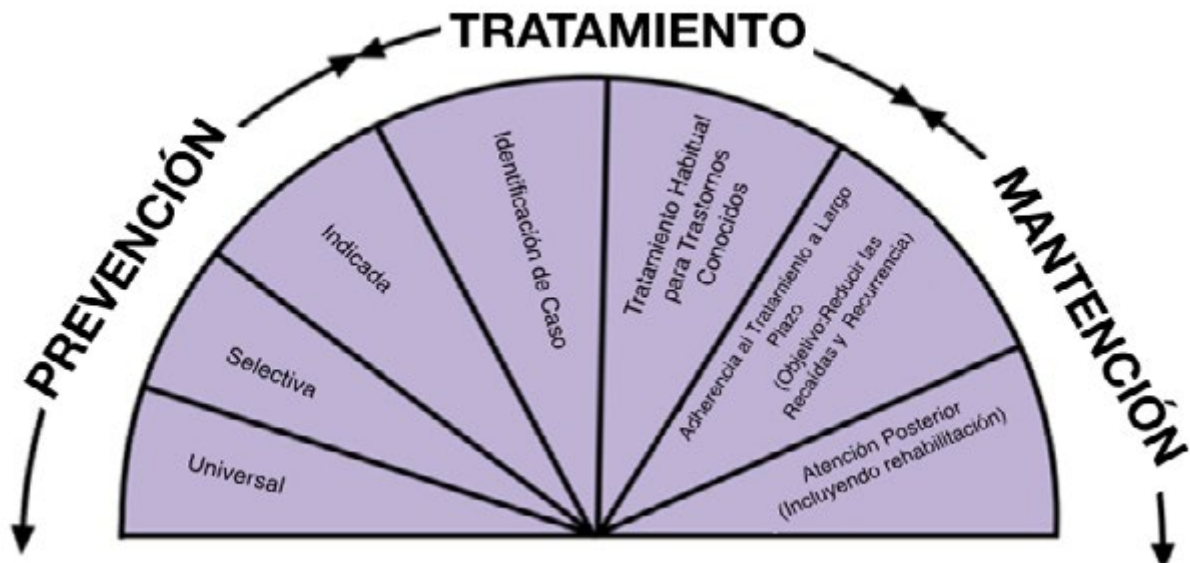 TRATAMIENTO
PREVENCIÓN
MANTENCIÓN
Universal
Selectiva
Indicada
Identificación de Caso
Tratamiento Habitual
para Trastornos
Conocidos
Adherencia al Tratamiento a Largo
Plazo
(Objetivo:Reducir las
Recaídas y Recurrencia)
Atención Posterior
(Incluyendo rehabilitación)